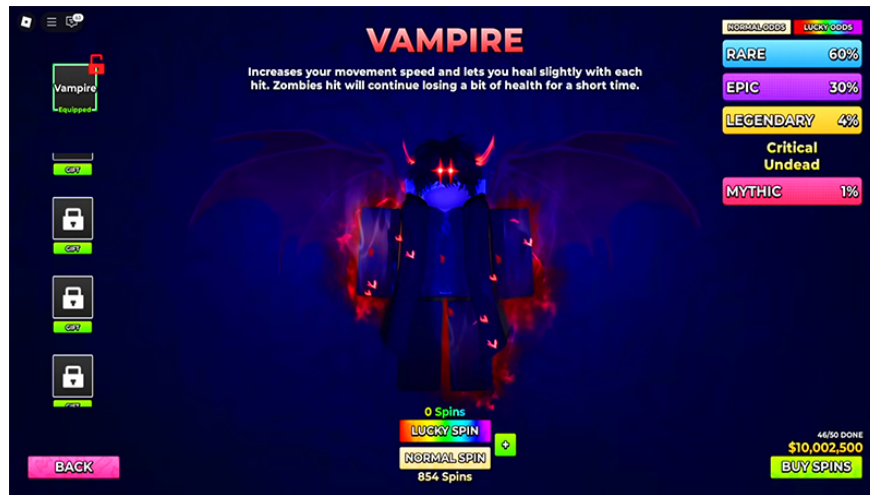 63
VAMPIRE
Increases your movement speed and lets you heal slightly with each
hit. Zombies hit will continue losing a bit of health for a short time.
NORMAL ODDS
LUCKY ODDS
RARE 60%
EPIC 30%
LEGENDARY 4%
Critical
Undead
MYTHIC 1%
Vampire
Equipped
GIFT
GIFT
GIFT
GIFT
BACK
0 Spins
LUCKY SPIN
+
NORMAL SPIN
854 Spins
46/50 DONE
$10,002,500
BUY SPINS